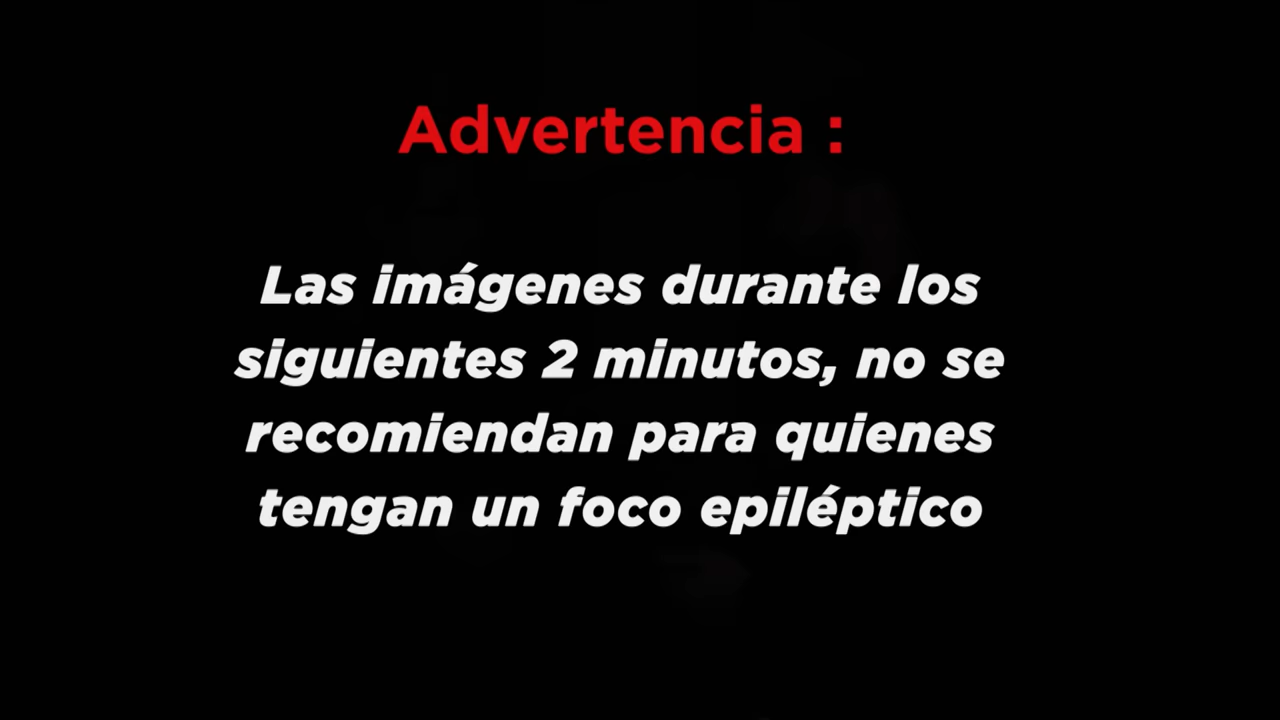 Advertencia :
Las imágenes durante los
siguientes 2 minutos, no se
recomiendan para quienes
tengan un foco epiléptico